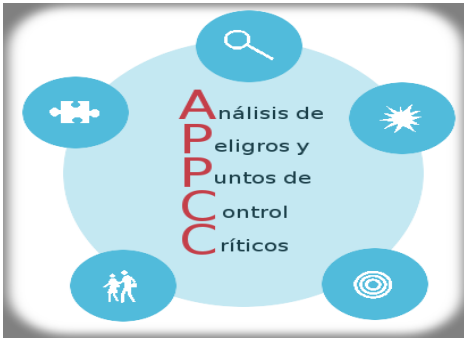 Análisis de
Peligros y
Puntos de
Control
Críticos